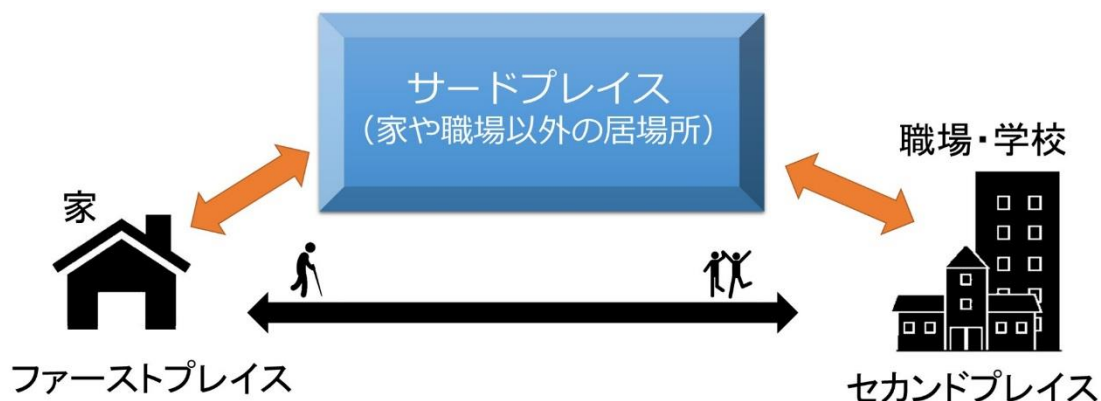 サードプレイス
（家や職場以外の居場所）
職場・学校
家
ファーストプレイス
セカンドプレイス